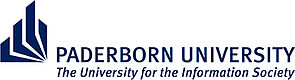 PADERBORN UNIVERSITY
The University for the Information Society